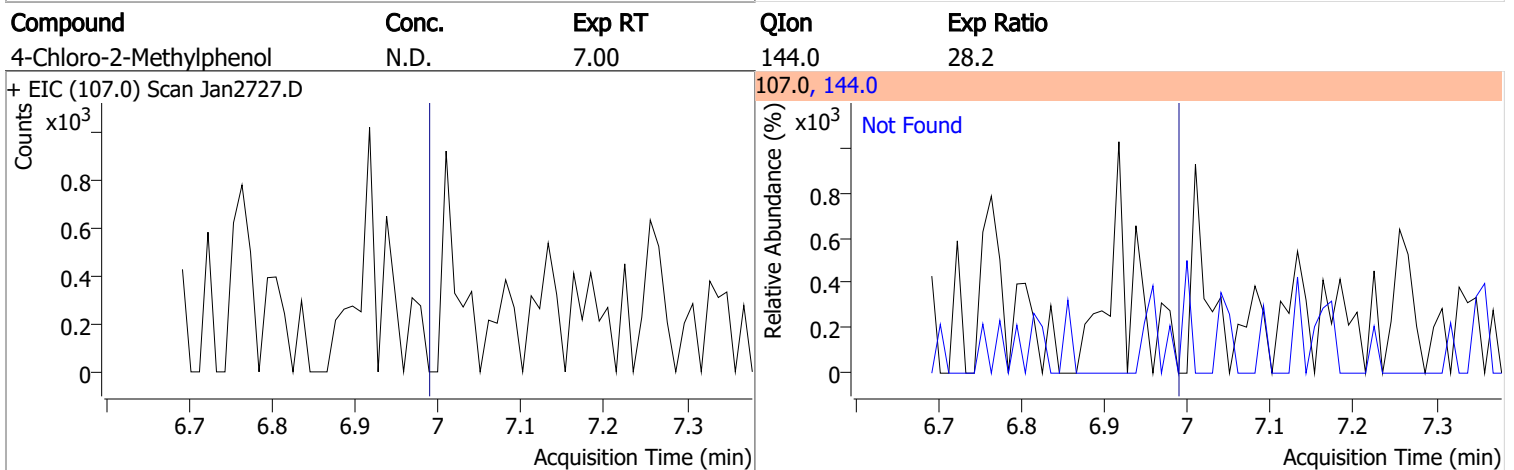 Compound Conc. Exp RT QIon Exp Ratio
4-Chloro-2-Methylphenol N.D. 7.00 144.0 28.2
+ EIC (107.0) Scan Jan2727.D
Counts
x10³
0.8
0.6
0.4
0.2
0
6.7 6.8 6.9 7 7.1 7.2 7.3
Acquisition Time (min)
107.0, 144.0
Relative Abundance (%)
x10³
Not Found
0.8
0.6
0.4
0.2
0
6.7 6.8 6.9 7 7.1 7.2 7.3
Acquisition Time (min)